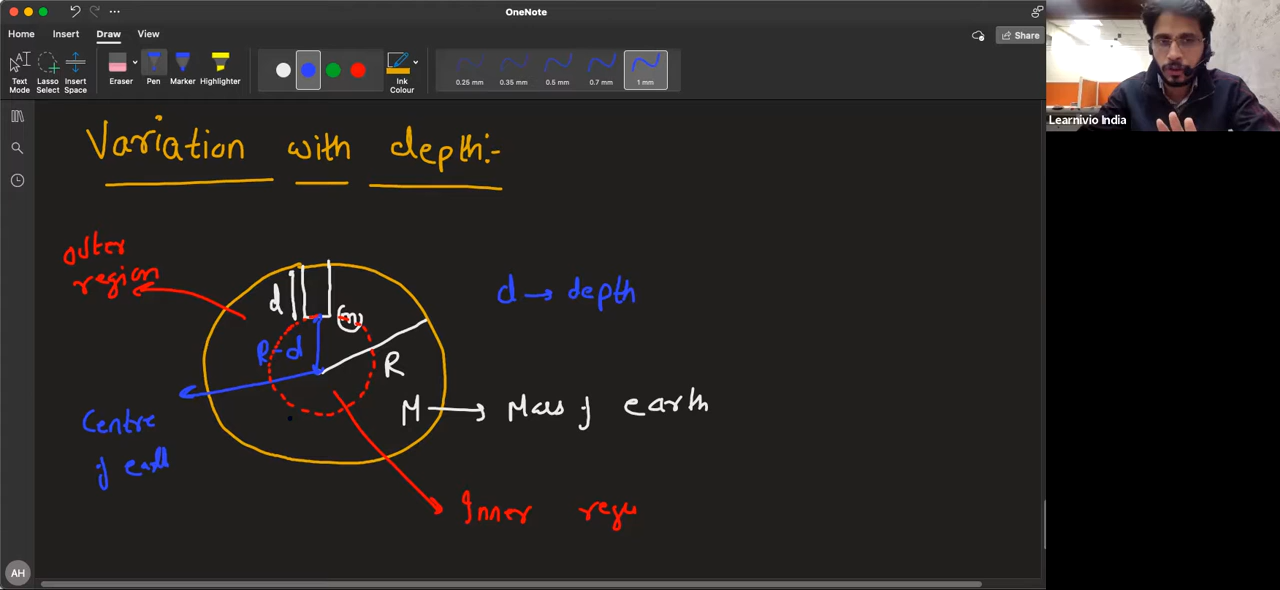 OneNote
Home Insert Draw View
Share
Text Mode
Lasso Select
Insert Space
Eraser
Pen
Marker
Highlighter
Ink Colour
0.25 mm
0.35 mm
0.5 mm
0.7 mm
1 mm
Learnivio India
Variation with depth:-
Outer
region
d
m
d → depth
R-d
R
M → Mass of earth
Centre
of earth
Inner
AH